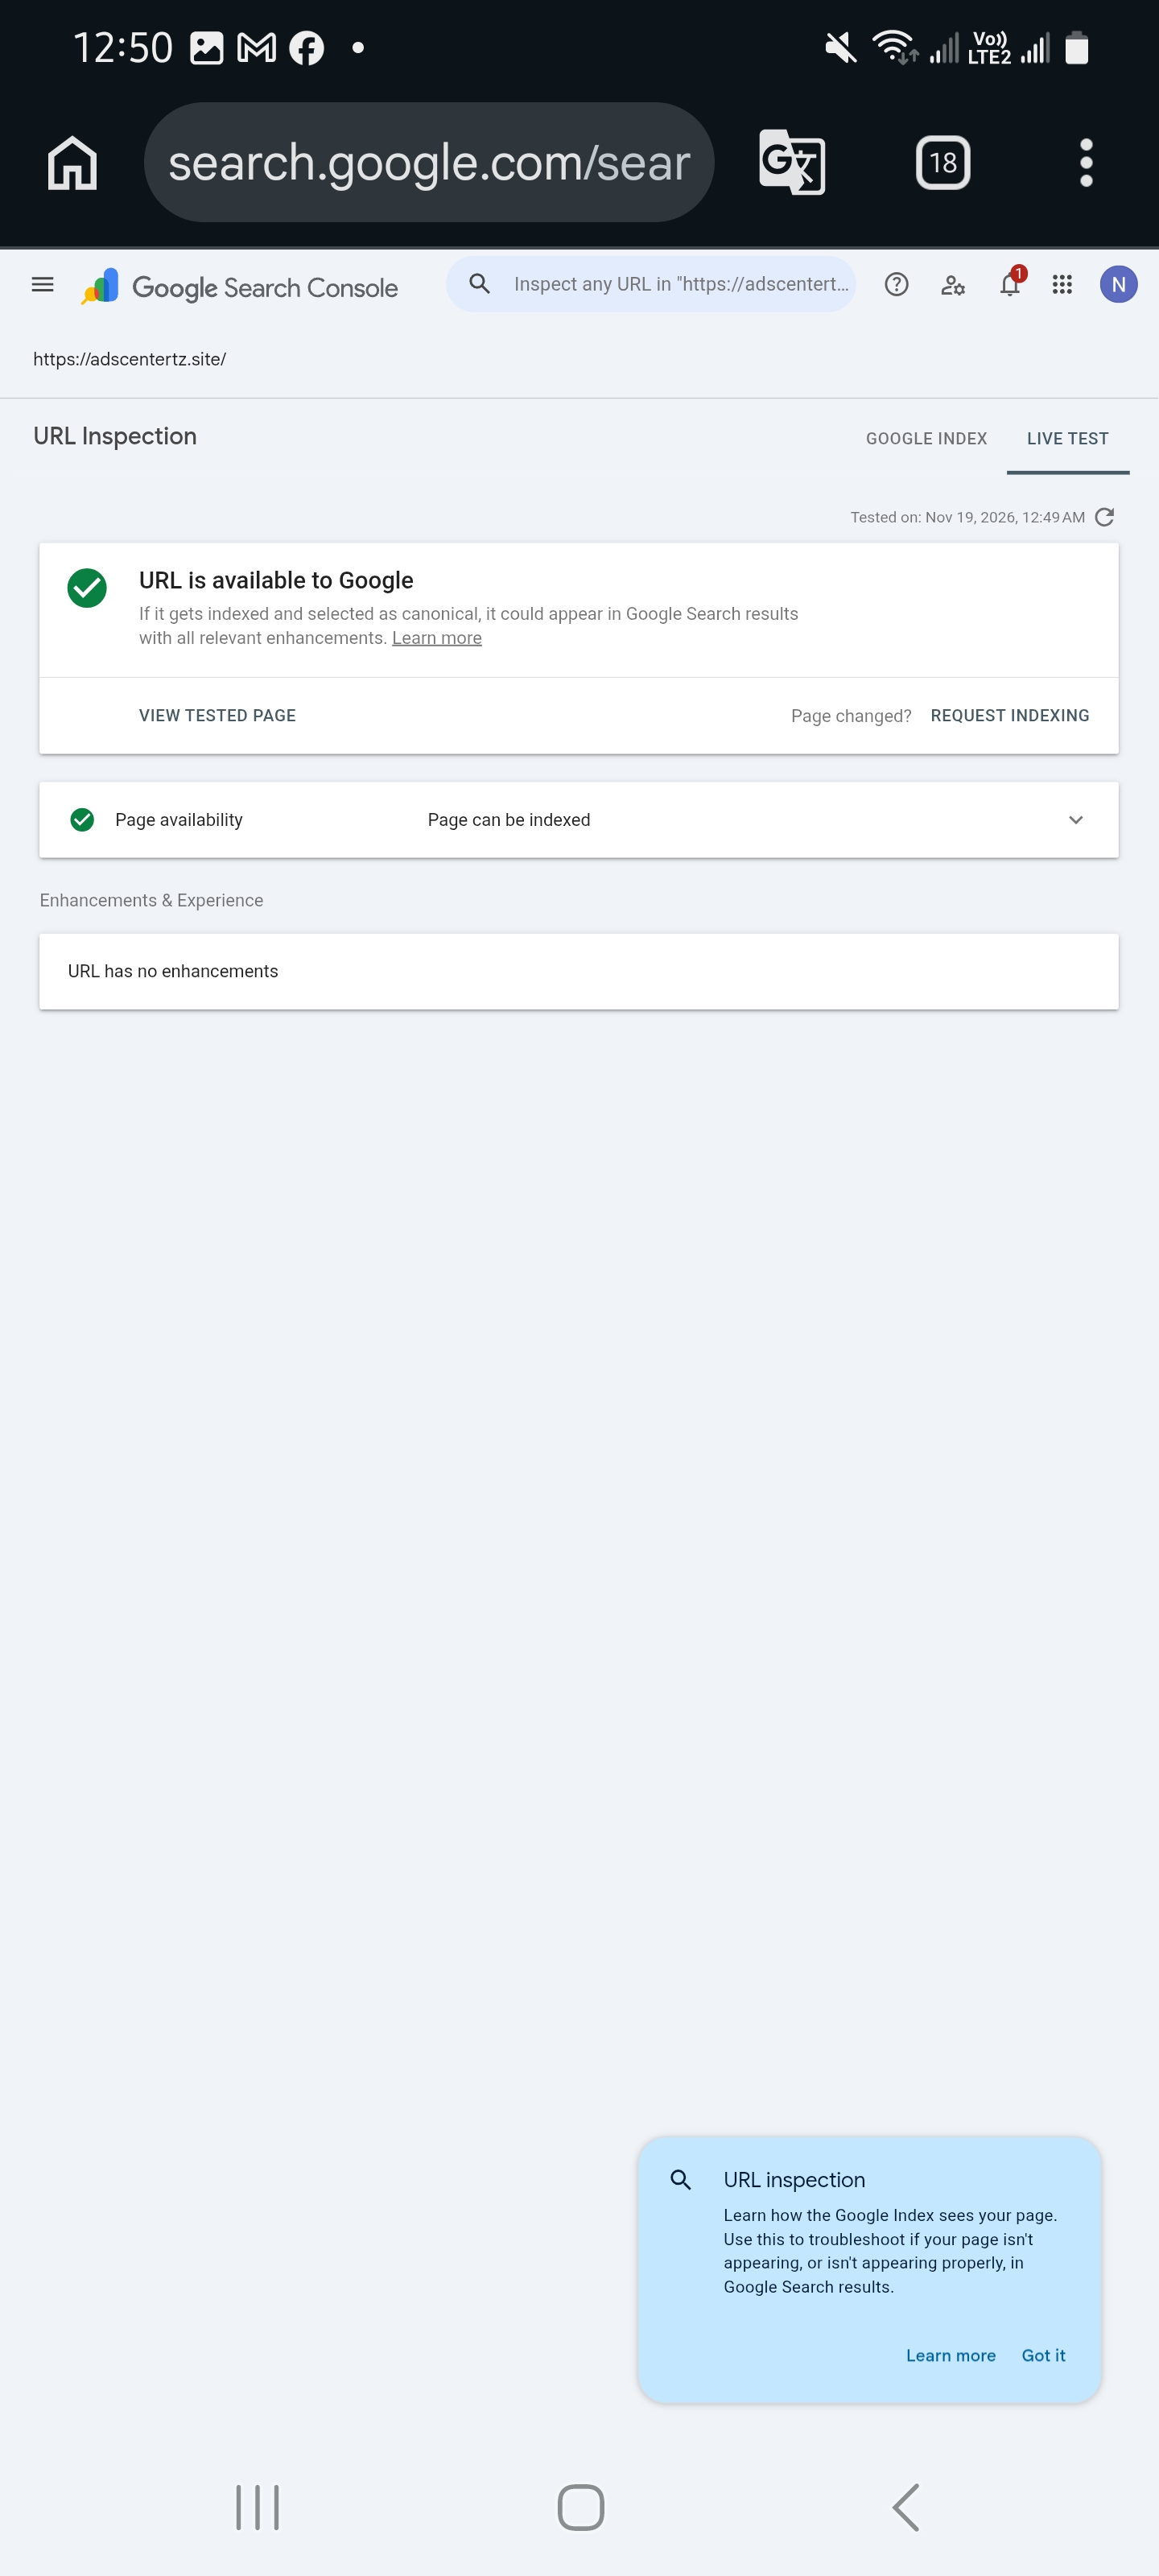 12:50
Vo)) LTE2
search.google.com/sear
18
Google Search Console
Inspect any URL in "https://adscentert...
1
N
https://adscentertz.site/
URL Inspection
GOOGLE INDEX
LIVE TEST
Tested on: Nov 19, 2026, 12:49 AM
URL is available to Google
If it gets indexed and selected as canonical, it could appear in Google Search results
with all relevant enhancements. Learn more
VIEW TESTED PAGE
Page changed?
REQUEST INDEXING
Page availability
Page can be indexed
Enhancements & Experience
URL has no enhancements
URL inspection
Learn how the Google Index sees your page.
Use this to troubleshoot if your page isn't
appearing, or isn't appearing properly, in
Google Search results.
Learn more
Got it